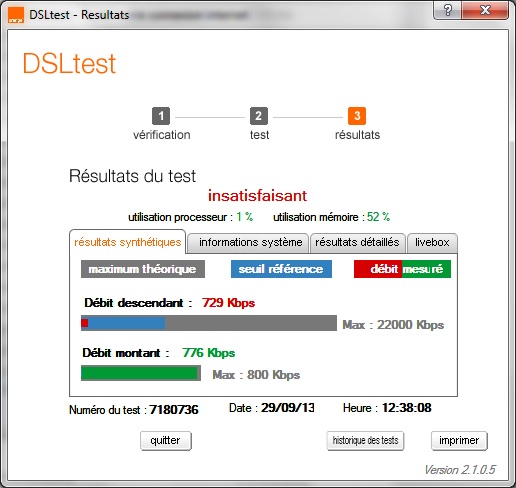 DSLtest - Resultats
DSLtest
1 2 3
vérification test résultats
Résultats du test
insatisfaisant
utilisation processeur : 1 % utilisation mémoire : 52 %
résultats synthétiques informations système résultats détaillés livebox
maximum théorique seuil référence débit mesuré
Débit descendant : 729 Kbps
Max : 22000 Kbps
Débit montant : 776 Kbps
Max : 800 Kbps
Numéro du test : 7180736 Date : 29/09/13 Heure : 12:38:08
quitter historique des tests imprimer
Version 2.1.0.5